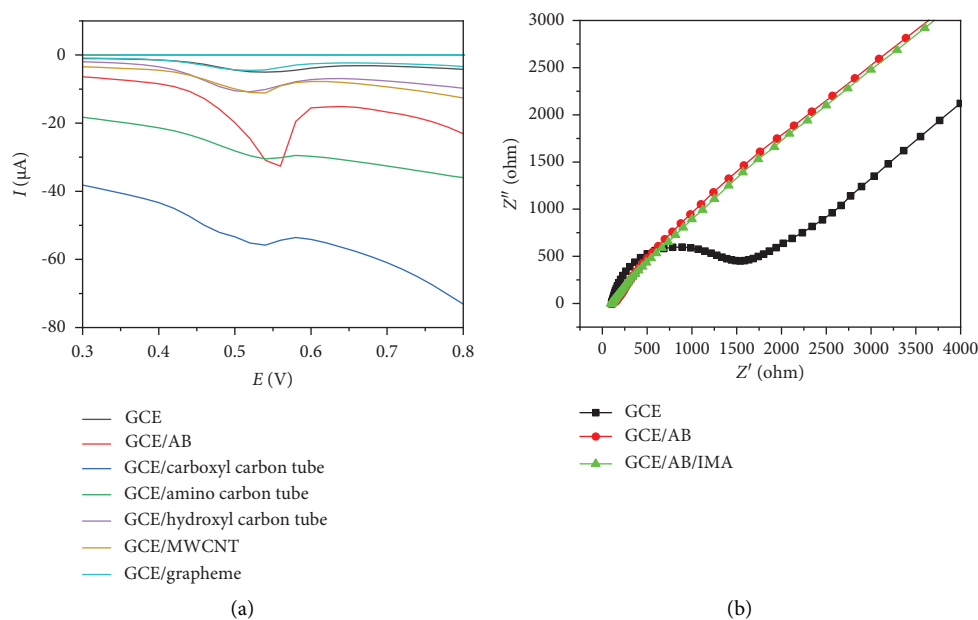 0
-20
-40
-60
-80
I (μA)
0.3 0.4 0.5 0.6 0.7 0.8
E (V)
GCE
GCE/AB
GCE/carboxyl carbon tube
GCE/amino carbon tube
GCE/hydroxyl carbon tube
GCE/MWCNT
GCE/grapheme
(a)
3000
2500
2000
1500
1000
500
0
Z″ (ohm)
0 500 1000 1500 2000 2500 3000 3500 4000
Z′ (ohm)
GCE
GCE/AB
GCE/AB/IMA
(b)